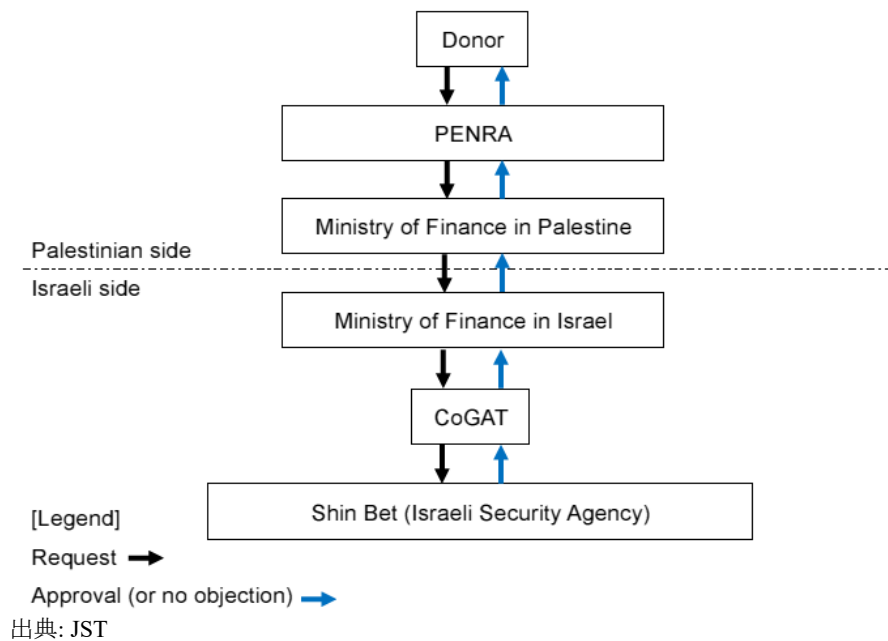 Donor
PENRA
Ministry of Finance in Palestine
Palestinian side
Israeli side
Ministry of Finance in Israel
CoGAT
Shin Bet (Israeli Security Agency)
[Legend]
Request
Approval (or no objection)
出典: JST